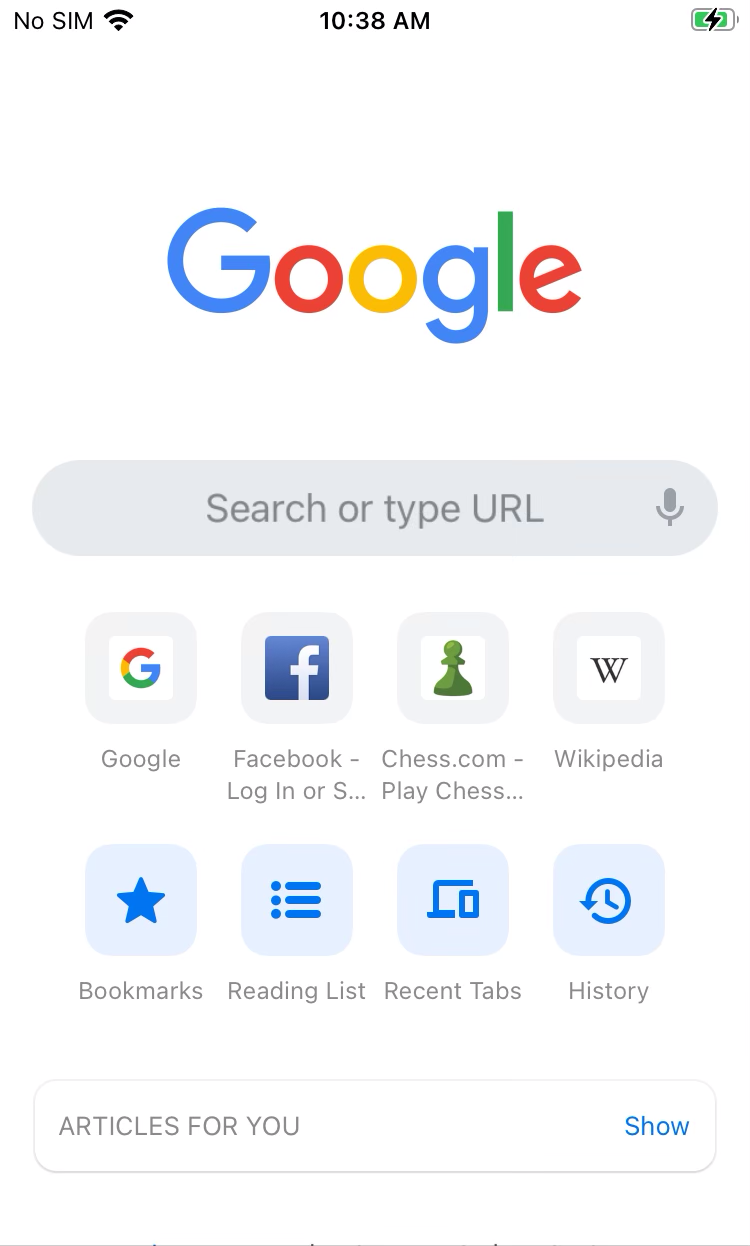 No SIM 10:38 AM
Google
Search or type URL
Google Facebook - Chess.com - Wikipedia
Log In or S... Play Chess...
Bookmarks Reading List Recent Tabs History
ARTICLES FOR YOU Show